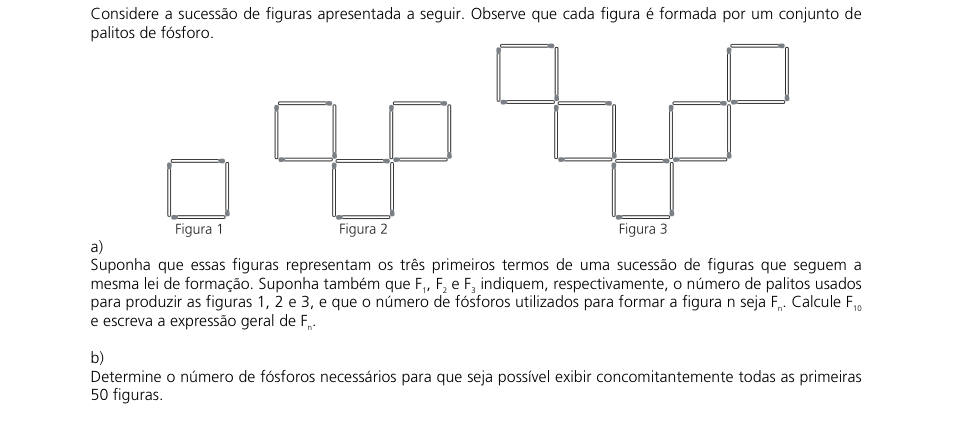 Considere a sucessão de figuras apresentada a seguir. Observe que cada figura é formada por um conjunto de
palitos de fósforo.
Figura 1
Figura 2
Figura 3
a)
Suponha que essas figuras representam os três primeiros termos de uma sucessão de figuras que seguem a
mesma lei de formação. Suponha também que F₁, F₂ e F₃ indiquem, respectivamente, o número de palitos usados
para produzir as figuras 1, 2 e 3, e que o número de fósforos utilizados para formar a figura n seja Fₙ. Calcule F₁₀
e escreva a expressão geral de Fₙ.
b)
Determine o número de fósforos necessários para que seja possível exibir concomitantemente todas as primeiras
50 figuras.